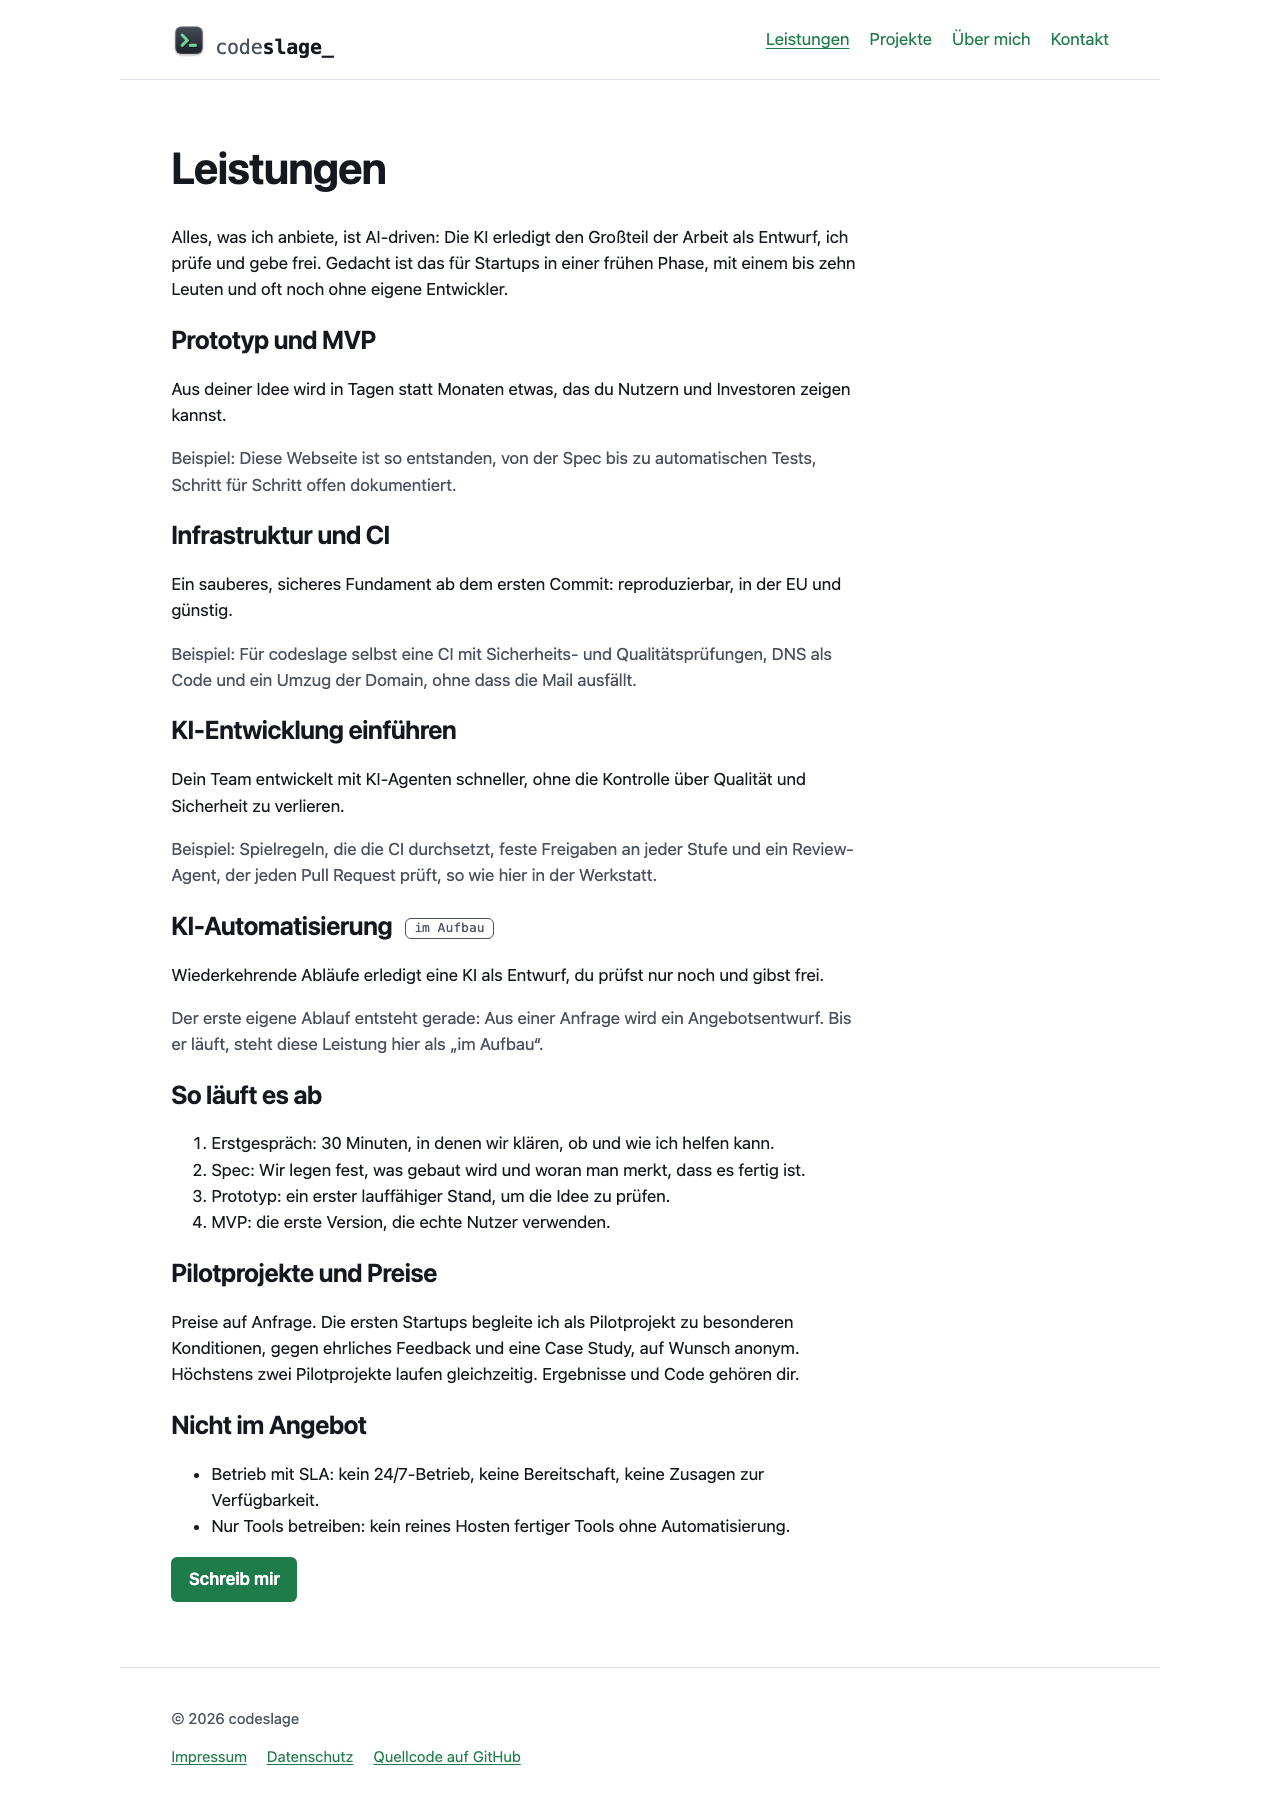 codeslage_
Leistungen Projekte Über mich Kontakt
Leistungen
Alles, was ich anbiete, ist AI-driven: Die KI erledigt den Großteil der Arbeit als Entwurf, ich
prüfe und gebe frei. Gedacht ist das für Startups in einer frühen Phase, mit einem bis zehn
Leuten und oft noch ohne eigene Entwickler.
Prototyp und MVP
Aus deiner Idee wird in Tagen statt Monaten etwas, das du Nutzern und Investoren zeigen
kannst.
Beispiel: Diese Webseite ist so entstanden, von der Spec bis zu automatischen Tests,
Schritt für Schritt offen dokumentiert.
Infrastruktur und CI
Ein sauberes, sicheres Fundament ab dem ersten Commit: reproduzierbar, in der EU und
günstig.
Beispiel: Für codeslage selbst eine CI mit Sicherheits- und Qualitätsprüfungen, DNS als
Code und ein Umzug der Domain, ohne dass die Mail ausfällt.
KI-Entwicklung einführen
Dein Team entwickelt mit KI-Agenten schneller, ohne die Kontrolle über Qualität und
Sicherheit zu verlieren.
Beispiel: Spielregeln, die die CI durchsetzt, feste Freigaben an jeder Stufe und ein Review-
Agent, der jeden Pull Request prüft, so wie hier in der Werkstatt.
KI-Automatisierung im Aufbau
Wiederkehrende Abläufe erledigt eine KI als Entwurf, du prüfst nur noch und gibst frei.
Der erste eigene Ablauf entsteht gerade: Aus einer Anfrage wird ein Angebotsentwurf. Bis
er läuft, steht diese Leistung hier als „im Aufbau“.
So läuft es ab
1. Erstgespräch: 30 Minuten, in denen wir klären, ob und wie ich helfen kann.
2. Spec: Wir legen fest, was gebaut wird und woran man merkt, dass es fertig ist.
3. Prototyp: ein erster lauffähiger Stand, um die Idee zu prüfen.
4. MVP: die erste Version, die echte Nutzer verwenden.
Pilotprojekte und Preise
Preise auf Anfrage. Die ersten Startups begleite ich als Pilotprojekt zu besonderen
Konditionen, gegen ehrliches Feedback und eine Case Study, auf Wunsch anonym.
Höchstens zwei Pilotprojekte laufen gleichzeitig. Ergebnisse und Code gehören dir.
Nicht im Angebot
• Betrieb mit SLA: kein 24/7-Betrieb, keine Bereitschaft, keine Zusagen zur
Verfügbarkeit.
• Nur Tools betreiben: kein reines Hosten fertiger Tools ohne Automatisierung.
Schreib mir
© 2026 codeslage
Impressum Datenschutz Quellcode auf GitHub